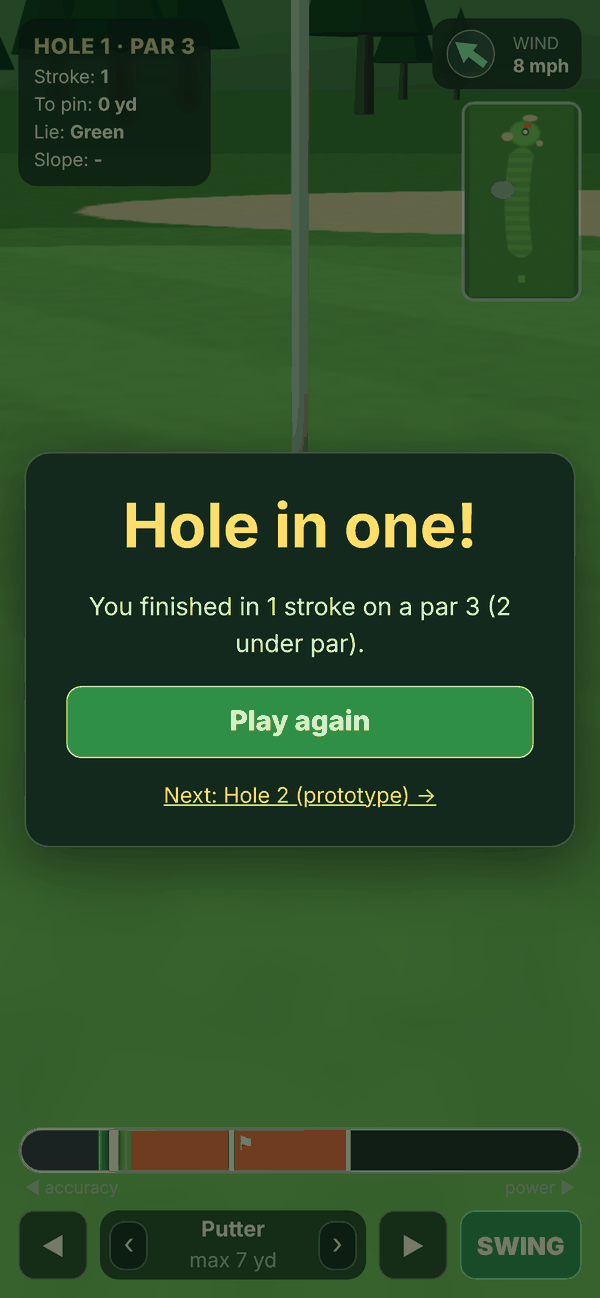 HOLE 1 · PAR 3
Stroke: 1
To pin: 0 yd
Lie: Green
Slope: -
WIND
8 mph
Hole in one!
You finished in 1 stroke on a par 3 (2
under par).
Play again
Next: Hole 2 (prototype) →
◀ accuracy
power ▶
Putter
max 7 yd
SWING